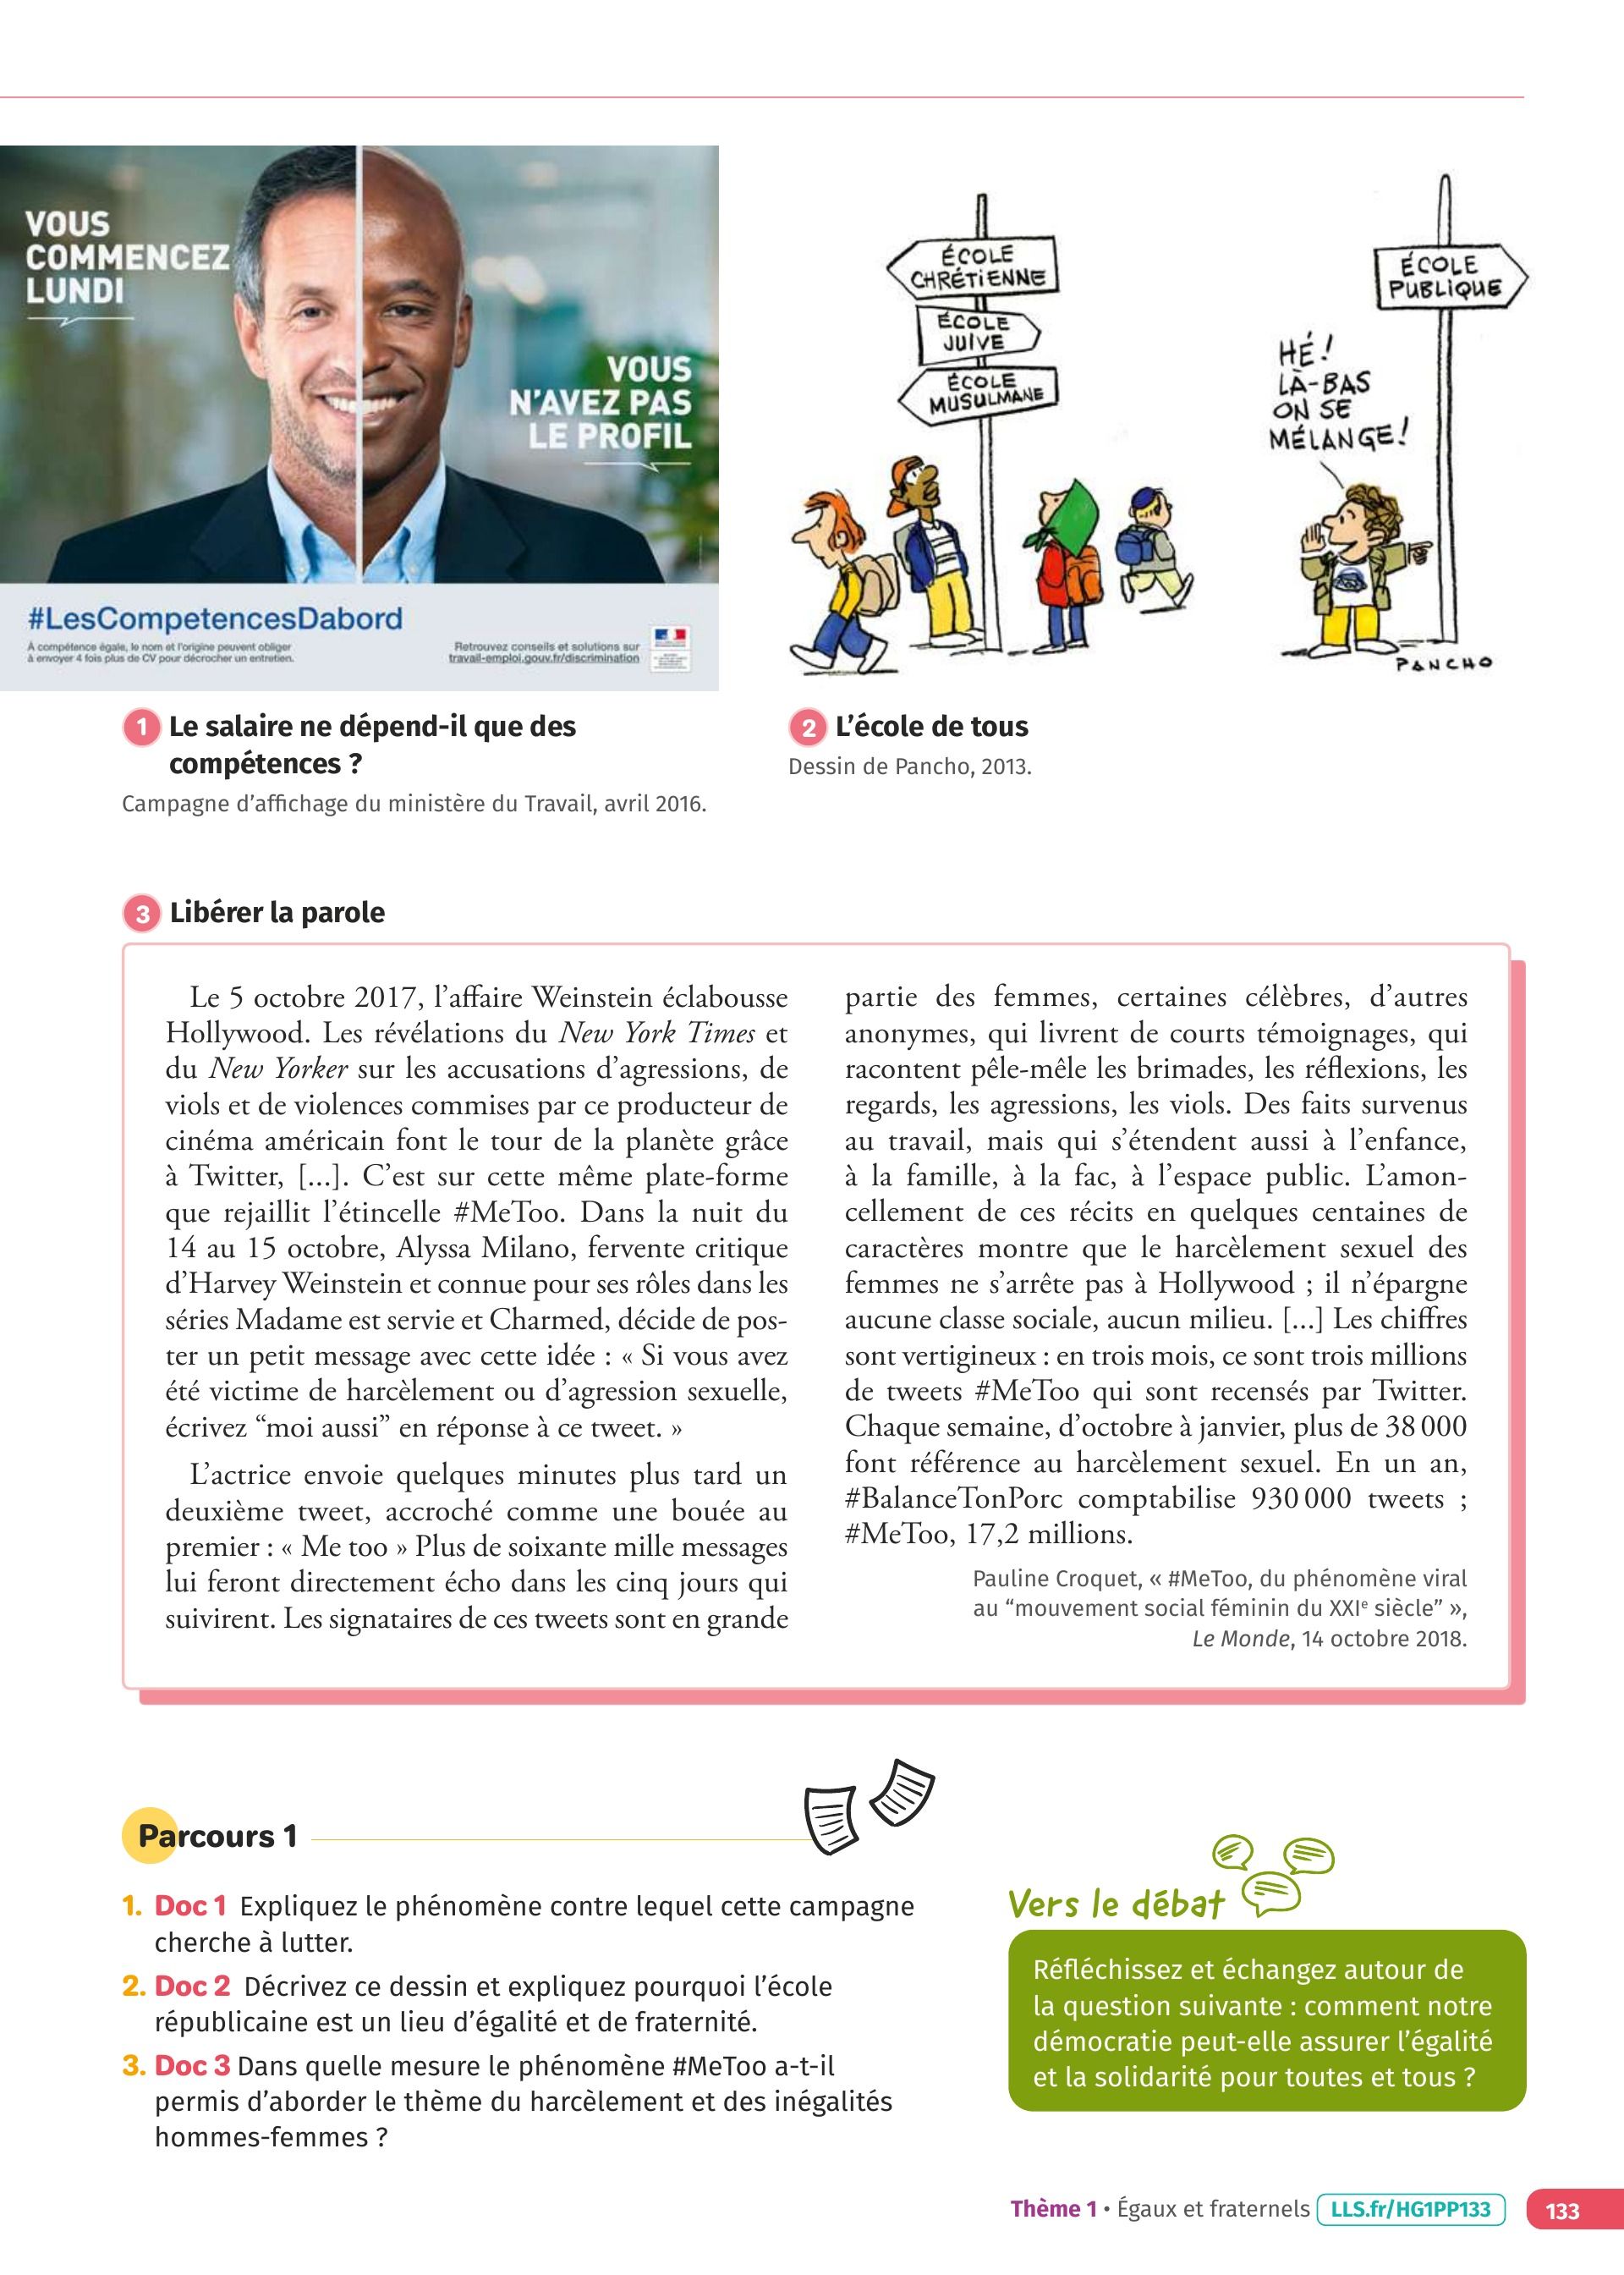 VOUS
COMMENCEZ
LUNDI
VOUS
N'AVEZ PAS
LE PROFIL
#LesCompetencesDabord
À compétence égale, le nom et l'origine peuvent obliger
à envoyer 4 fois plus de CV pour décrocher un entretien.
Retrouvez conseils et solutions sur
travail-emploi.gouv.fr/discrimination
ÉCOLE
CHRÉTIENNE
ÉCOLE
JUIVE
ÉCOLE
MUSULMANE
ÉCOLE
PUBLIQUE
HÉ !
LÀ-BAS
ON SE
MÉLANGE !
PANCHO
1 Le salaire ne dépend-il que des
compétences ?
Campagne d'affichage du ministère du Travail, avril 2016.
2 L'école de tous
Dessin de Pancho, 2013.
3 Libérer la parole
Le 5 octobre 2017, l'affaire Weinstein éclabousse
Hollywood. Les révélations du New York Times et
du New Yorker sur les accusations d'agressions, de
viols et de violences commises par ce producteur de
cinéma américain font le tour de la planète grâce
à Twitter, [...]. C'est sur cette même plate-forme
que rejaillit l'étincelle #MeToo. Dans la nuit du
14 au 15 octobre, Alyssa Milano, fervente critique
d'Harvey Weinstein et connue pour ses rôles dans les
séries Madame est servie et Charmed, décide de pos-
ter un petit message avec cette idée : « Si vous avez
été victime de harcèlement ou d'agression sexuelle,
écrivez “moi aussi” en réponse à ce tweet. »
L'actrice envoie quelques minutes plus tard un
deuxième tweet, accroché comme une bouée au
premier : « Me too » Plus de soixante mille messages
lui feront directement écho dans les cinq jours qui
suivirent. Les signataires de ces tweets sont en grande
partie des femmes, certaines célèbres, d'autres
anonymes, qui livrent de courts témoignages, qui
racontent pêle-mêle les brimades, les réflexions, les
regards, les agressions, les viols. Des faits survenus
au travail, mais qui s'étendent aussi à l'enfance,
à la famille, à la fac, à l'espace public. L'amon-
cellement de ces récits en quelques centaines de
caractères montre que le harcèlement sexuel des
femmes ne s'arrête pas à Hollywood ; il n'épargne
aucune classe sociale, aucun milieu. [...] Les chiffres
sont vertigineux : en trois mois, ce sont trois millions
de tweets #MeToo qui sont recensés par Twitter.
Chaque semaine, d'octobre à janvier, plus de 38 000
font référence au harcèlement sexuel. En un an,
#BalanceTonPorc comptabilise 930 000 tweets ;
#MeToo, 17,2 millions.
Pauline Croquet, « #MeToo, du phénomène viral
au “mouvement social féminin du XXIe siècle” »,
Le Monde, 14 octobre 2018.
Parcours 1
1. Doc 1 Expliquez le phénomène contre lequel cette campagne
cherche à lutter.
2. Doc 2 Décrivez ce dessin et expliquez pourquoi l'école
républicaine est un lieu d'égalité et de fraternité.
3. Doc 3 Dans quelle mesure le phénomène #MeToo a-t-il
permis d'aborder le thème du harcèlement et des inégalités
hommes-femmes ?
Vers le débat
Réfléchissez et échangez autour de
la question suivante : comment notre
démocratie peut-elle assurer l'égalité
et la solidarité pour toutes et tous ?
Thème 1 • Égaux et fraternels LLS.fr/HG1PP133 133